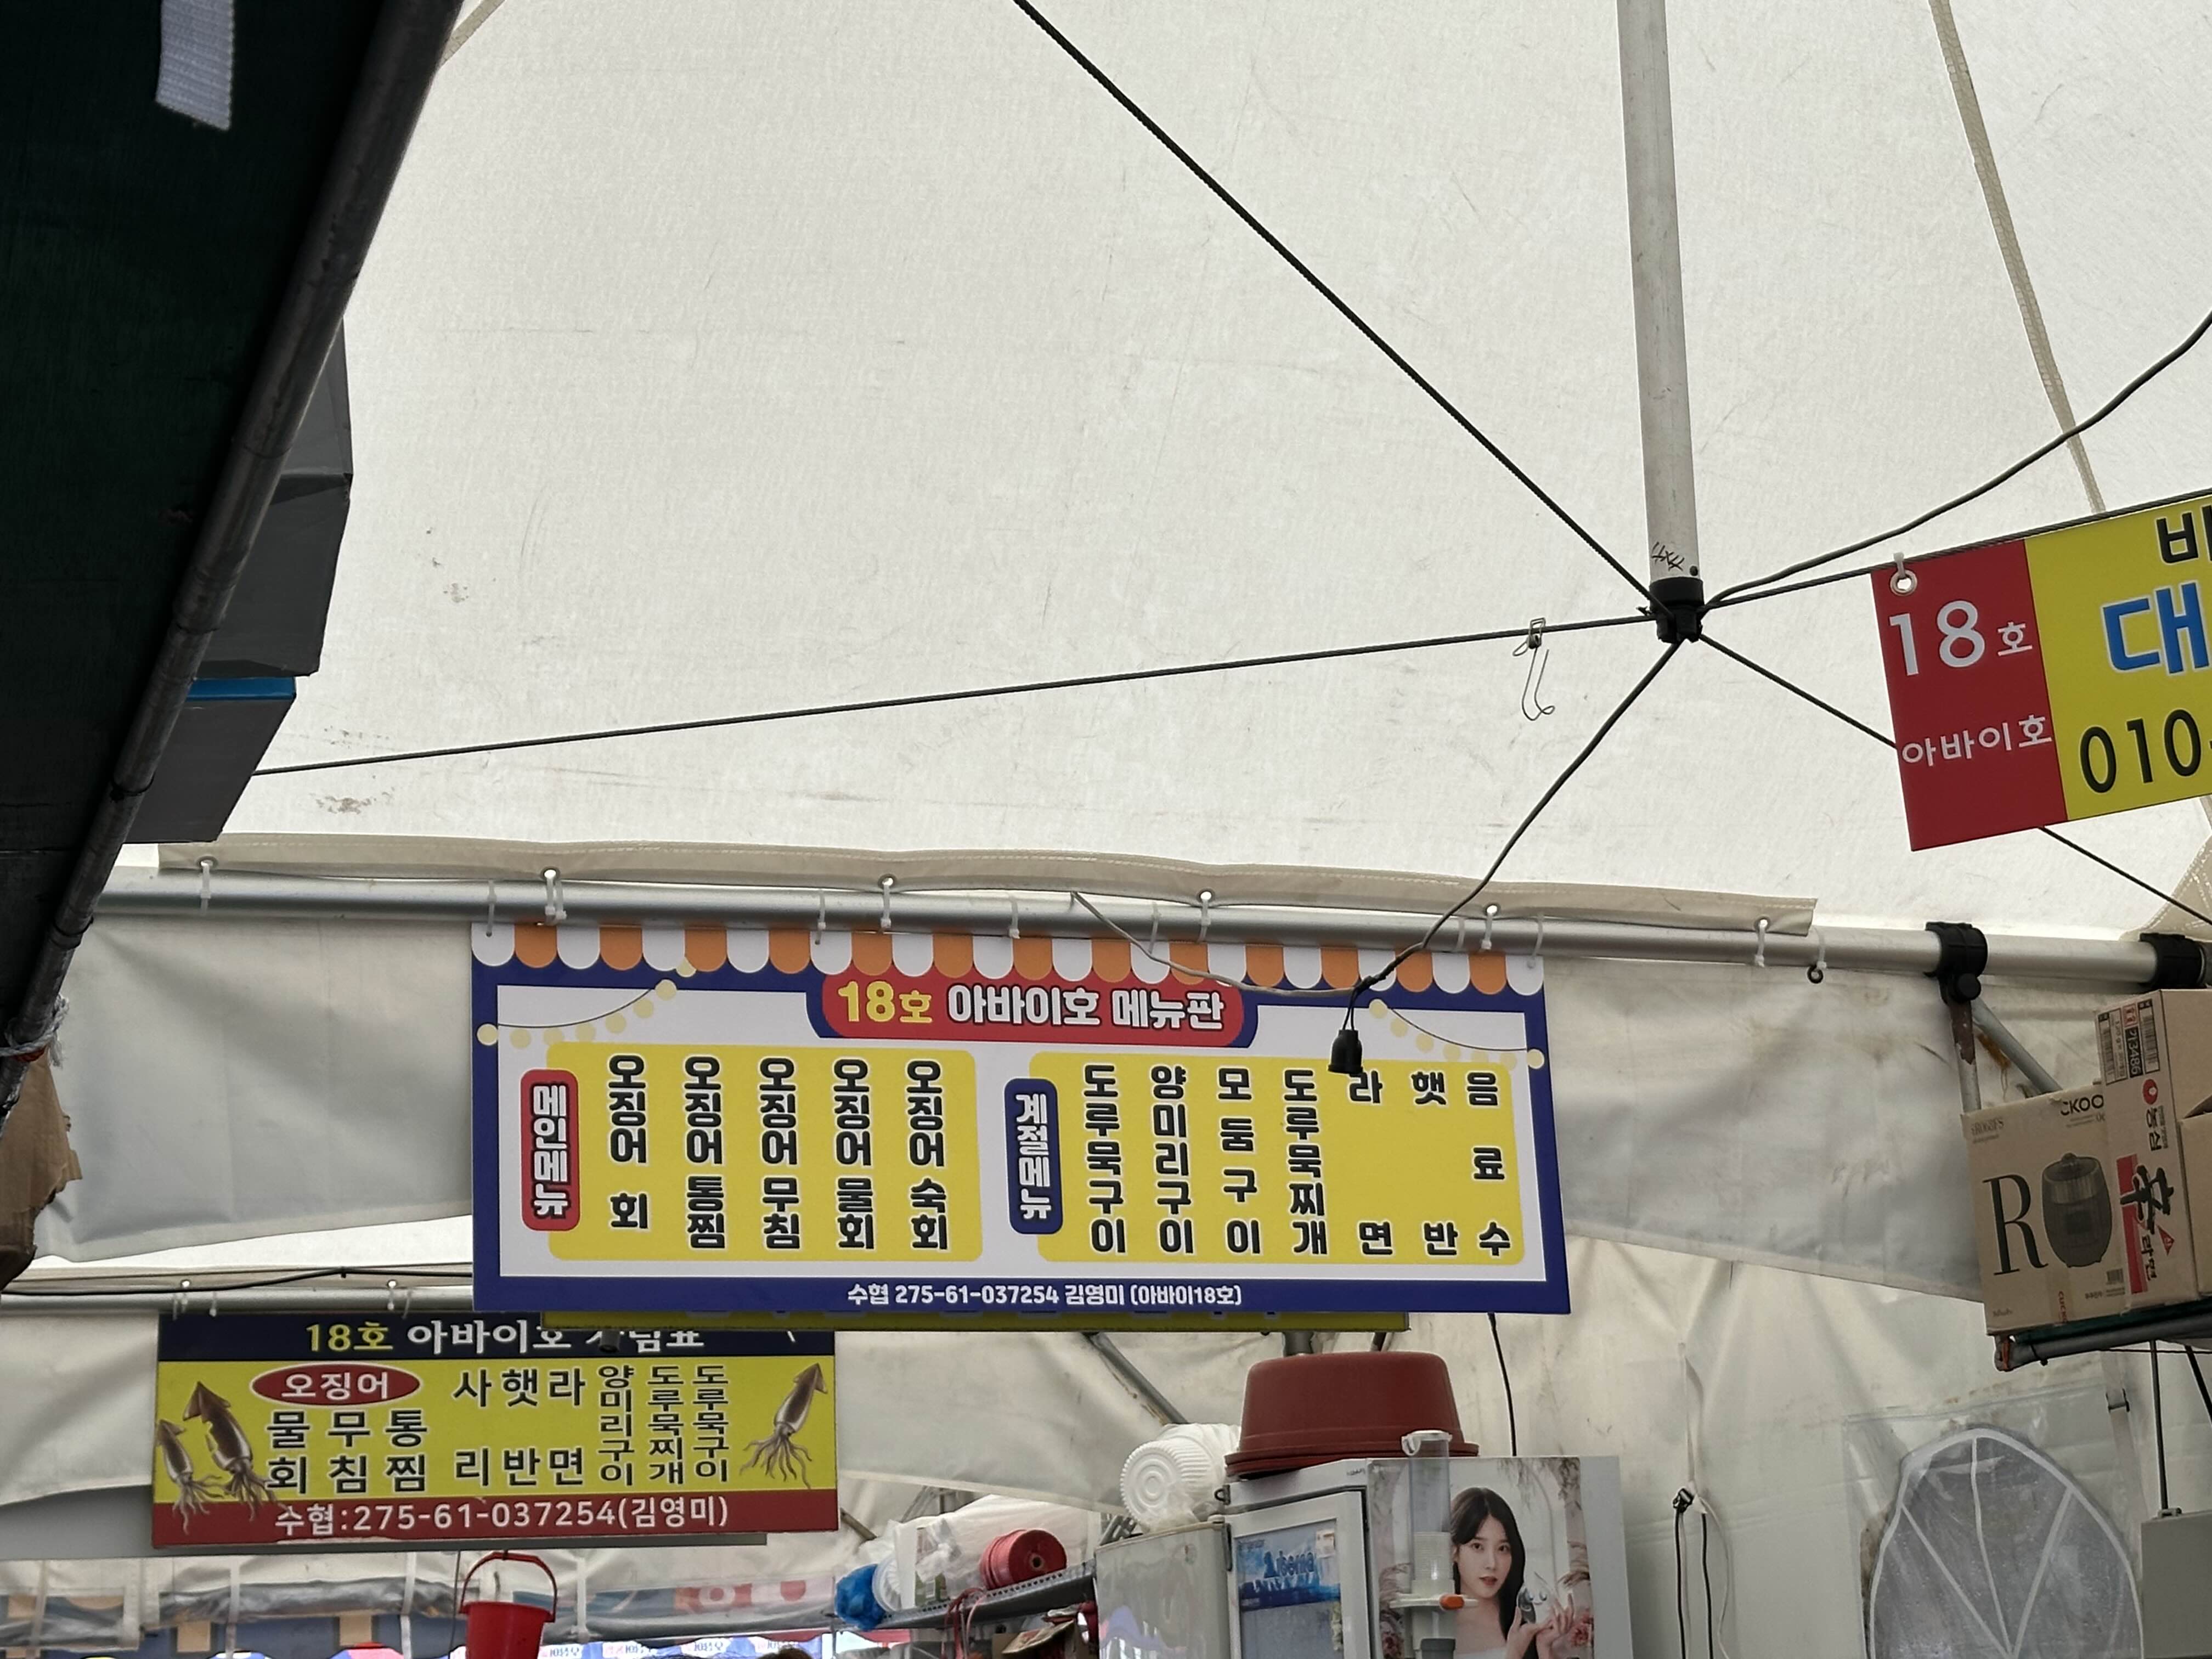 18호
아바이호
대
010-
18호 아바이호 메뉴판
메인메뉴
오징어 회
오징어 통찜
오징어 무침
오징어 물회
오징어 숙회
계절메뉴
도루묵구이
양미리구이
모둠구이
도루묵찌개
라면
햇반
음료수
수협 275-61-037254 김영미 (아바이18호)
18호 아바이호
오징어
물회
무침
통찜
사리
햇반
라면
양미리구이
도루묵찌개
도루묵구이
수협:275-61-037254(김영미)
R
농심